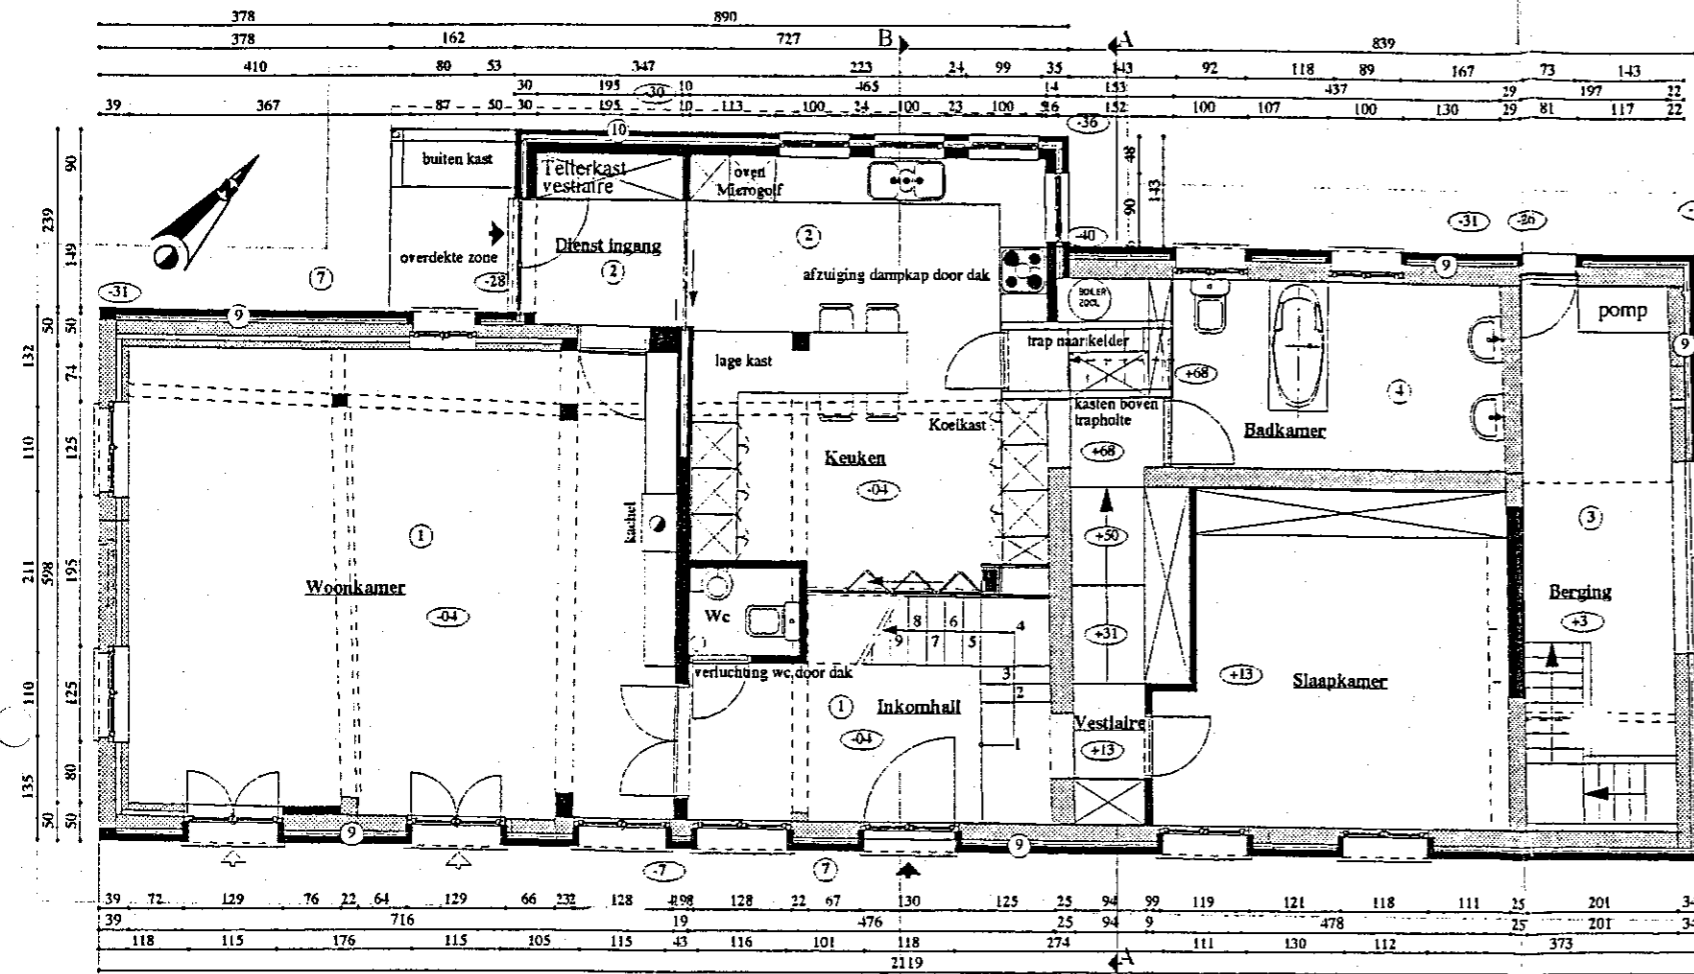 378 890
378 162 727 B A 839
410 80 53 347 223 24 99 35 143 92 118 89 167 73 143
30 195 -30 10 465 14 153 437 29 197 22
39 367 87 50 30 195 10 113 100 24 100 23 100 152 100 107 100 130 29 81 117 22
10
-36
buiten kast
Tellerkast
vestiaire
oven
Microgolf
48
143
90
90
239
149
-31 -26
-40
overdekte zone
Dienst ingang
2
2
7
-28
afzuiging dampkap door dak
BOILER
200L
9
pomp
-31
9
9
50 50
132
74
lage kast
trap naar kelder
+68
4
kasten boven
traphoIte
Koelkast
Badkamer
110
125
Keuken
+68
-04
kachel
1
+50
3
211
598
195
Woonkamer
-04
Wc
8 6 4
9 7 5
+31
Berging
+3
verluchting wc door dak
3
2
+13
Slaapkamer
110
125
1
Inkomhall
-04
1
Vestiaire
+13
135
80
50 50
9
9
-7
7
39 72 129 76 22 64 129 66 232 128 128 22 67 130 125 25 94 99 119 121 118 111 25 201 34
39 716 19 476 25 94 9 478 25 201 34
118 115 176 115 105 115 43 116 101 118 274 111 130 112 373
2119 A